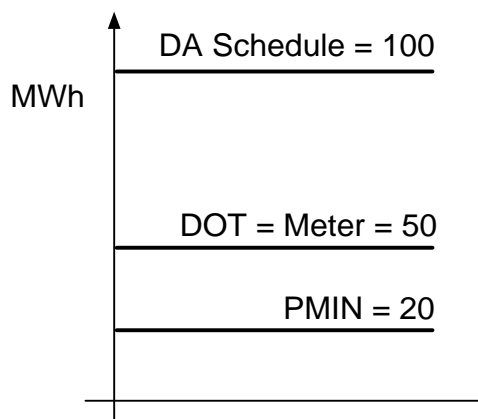 DA Schedule = 100
MWh
DOT = Meter = 50
PMIN = 20